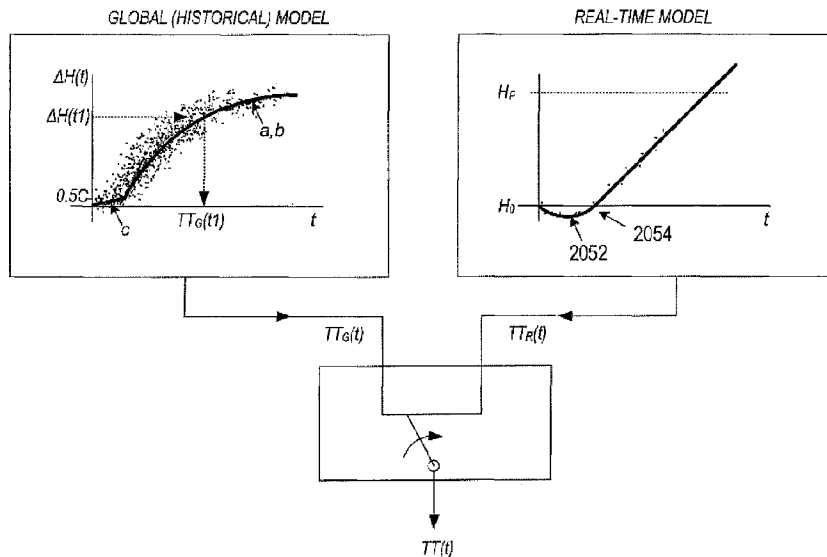 GLOBAL (HISTORICAL) MODEL
REAL-TIME MODEL
ΔH(t)
ΔH(t1)
a,b
0.5C
c
TTG(t1)
t
HF
H0
2052
2054
t
TTG(t)
TTR(t)
TT(t)